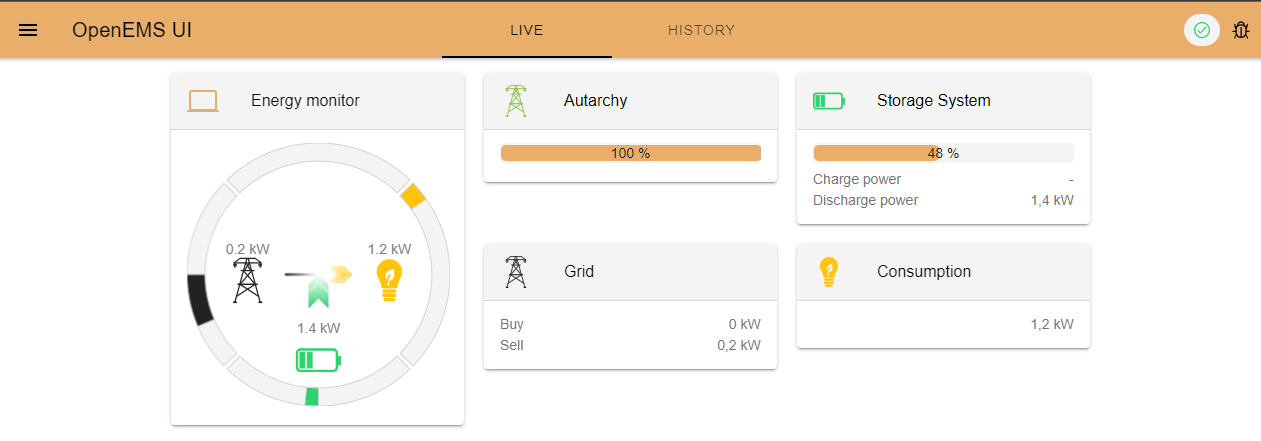 OpenEMS UI
LIVE
HISTORY
Energy monitor
0.2 kW
1.2 kW
1.4 kW
Autarchy
100 %
Storage System
48 %
Charge power -
Discharge power 1,4 kW
Grid
Buy 0 kW
Sell 0,2 kW
Consumption
1,2 kW